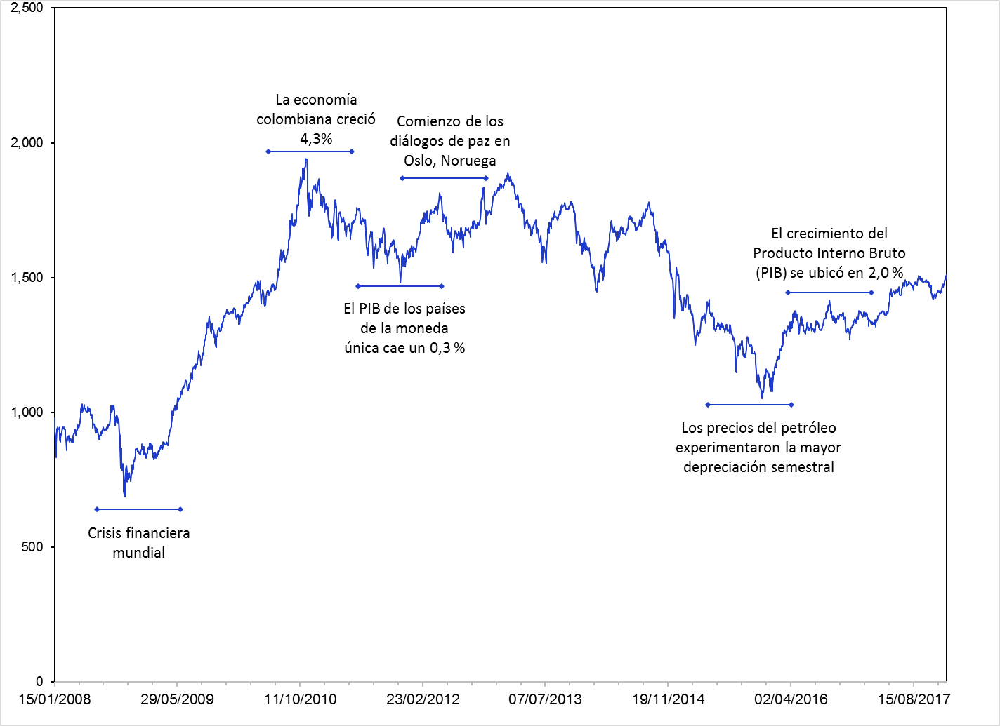 2,500
2,000
1,500
1,000
500
0
La economía
colombiana creció
4,3%
Comienzo de los
diálogos de paz en
Oslo, Noruega
El crecimiento del
Producto Interno Bruto
(PIB) se ubicó en 2,0 %
El PIB de los países
de la moneda
única cae un 0,3 %
Los precios del petróleo
experimentaron la mayor
depreciación semestral
Crisis financiera
mundial
15/01/2008 29/05/2009 11/10/2010 23/02/2012 07/07/2013 19/11/2014 02/04/2016 15/08/2017